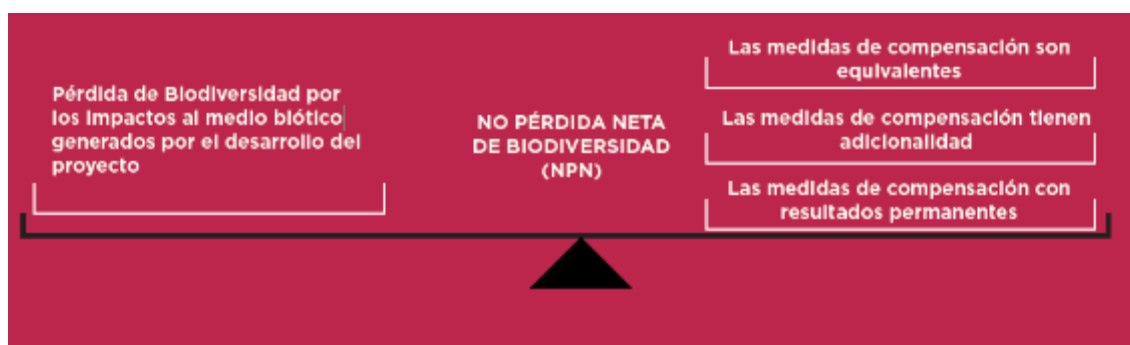 Pérdida de Biodiversidad por
los impactos al medio biótico
generados por el desarrollo del
proyecto
NO PÉRDIDA NETA
DE BIODIVERSIDAD
(NPN)
Las medidas de compensación son
equivalentes
Las medidas de compensación tienen
adicionalidad
Las medidas de compensación con
resultados permanentes